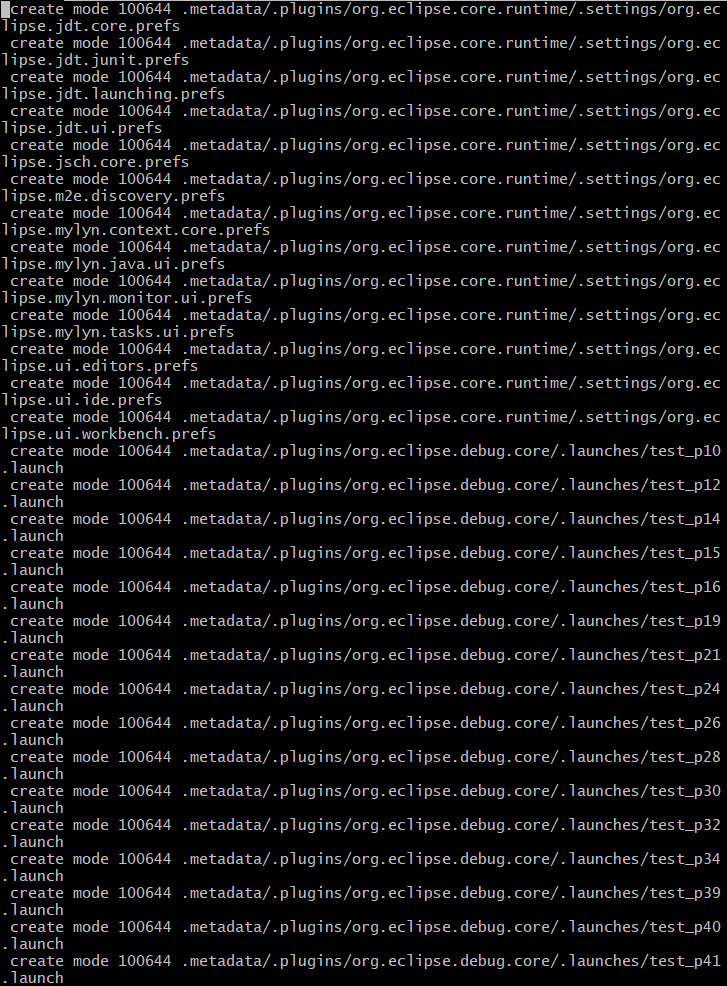 create mode 100644 .metadata/.plugins/org.eclipse.core.runtime/.settings/org.ec
lipse.jdt.core.prefs
 create mode 100644 .metadata/.plugins/org.eclipse.core.runtime/.settings/org.ec
lipse.jdt.junit.prefs
 create mode 100644 .metadata/.plugins/org.eclipse.core.runtime/.settings/org.ec
lipse.jdt.launching.prefs
 create mode 100644 .metadata/.plugins/org.eclipse.core.runtime/.settings/org.ec
lipse.jdt.ui.prefs
 create mode 100644 .metadata/.plugins/org.eclipse.core.runtime/.settings/org.ec
lipse.jsch.core.prefs
 create mode 100644 .metadata/.plugins/org.eclipse.core.runtime/.settings/org.ec
lipse.m2e.discovery.prefs
 create mode 100644 .metadata/.plugins/org.eclipse.core.runtime/.settings/org.ec
lipse.mylyn.context.core.prefs
 create mode 100644 .metadata/.plugins/org.eclipse.core.runtime/.settings/org.ec
lipse.mylyn.java.ui.prefs
 create mode 100644 .metadata/.plugins/org.eclipse.core.runtime/.settings/org.ec
lipse.mylyn.monitor.ui.prefs
 create mode 100644 .metadata/.plugins/org.eclipse.core.runtime/.settings/org.ec
lipse.mylyn.tasks.ui.prefs
 create mode 100644 .metadata/.plugins/org.eclipse.core.runtime/.settings/org.ec
lipse.ui.editors.prefs
 create mode 100644 .metadata/.plugins/org.eclipse.core.runtime/.settings/org.ec
lipse.ui.ide.prefs
 create mode 100644 .metadata/.plugins/org.eclipse.core.runtime/.settings/org.ec
lipse.ui.workbench.prefs
 create mode 100644 .metadata/.plugins/org.eclipse.debug.core/.launches/test_p10
.launch
 create mode 100644 .metadata/.plugins/org.eclipse.debug.core/.launches/test_p12
.launch
 create mode 100644 .metadata/.plugins/org.eclipse.debug.core/.launches/test_p14
.launch
 create mode 100644 .metadata/.plugins/org.eclipse.debug.core/.launches/test_p15
.launch
 create mode 100644 .metadata/.plugins/org.eclipse.debug.core/.launches/test_p16
.launch
 create mode 100644 .metadata/.plugins/org.eclipse.debug.core/.launches/test_p19
.launch
 create mode 100644 .metadata/.plugins/org.eclipse.debug.core/.launches/test_p21
.launch
 create mode 100644 .metadata/.plugins/org.eclipse.debug.core/.launches/test_p24
.launch
 create mode 100644 .metadata/.plugins/org.eclipse.debug.core/.launches/test_p26
.launch
 create mode 100644 .metadata/.plugins/org.eclipse.debug.core/.launches/test_p28
.launch
 create mode 100644 .metadata/.plugins/org.eclipse.debug.core/.launches/test_p30
.launch
 create mode 100644 .metadata/.plugins/org.eclipse.debug.core/.launches/test_p32
.launch
 create mode 100644 .metadata/.plugins/org.eclipse.debug.core/.launches/test_p34
.launch
 create mode 100644 .metadata/.plugins/org.eclipse.debug.core/.launches/test_p39
.launch
 create mode 100644 .metadata/.plugins/org.eclipse.debug.core/.launches/test_p40
.launch
 create mode 100644 .metadata/.plugins/org.eclipse.debug.core/.launches/test_p41
.launch